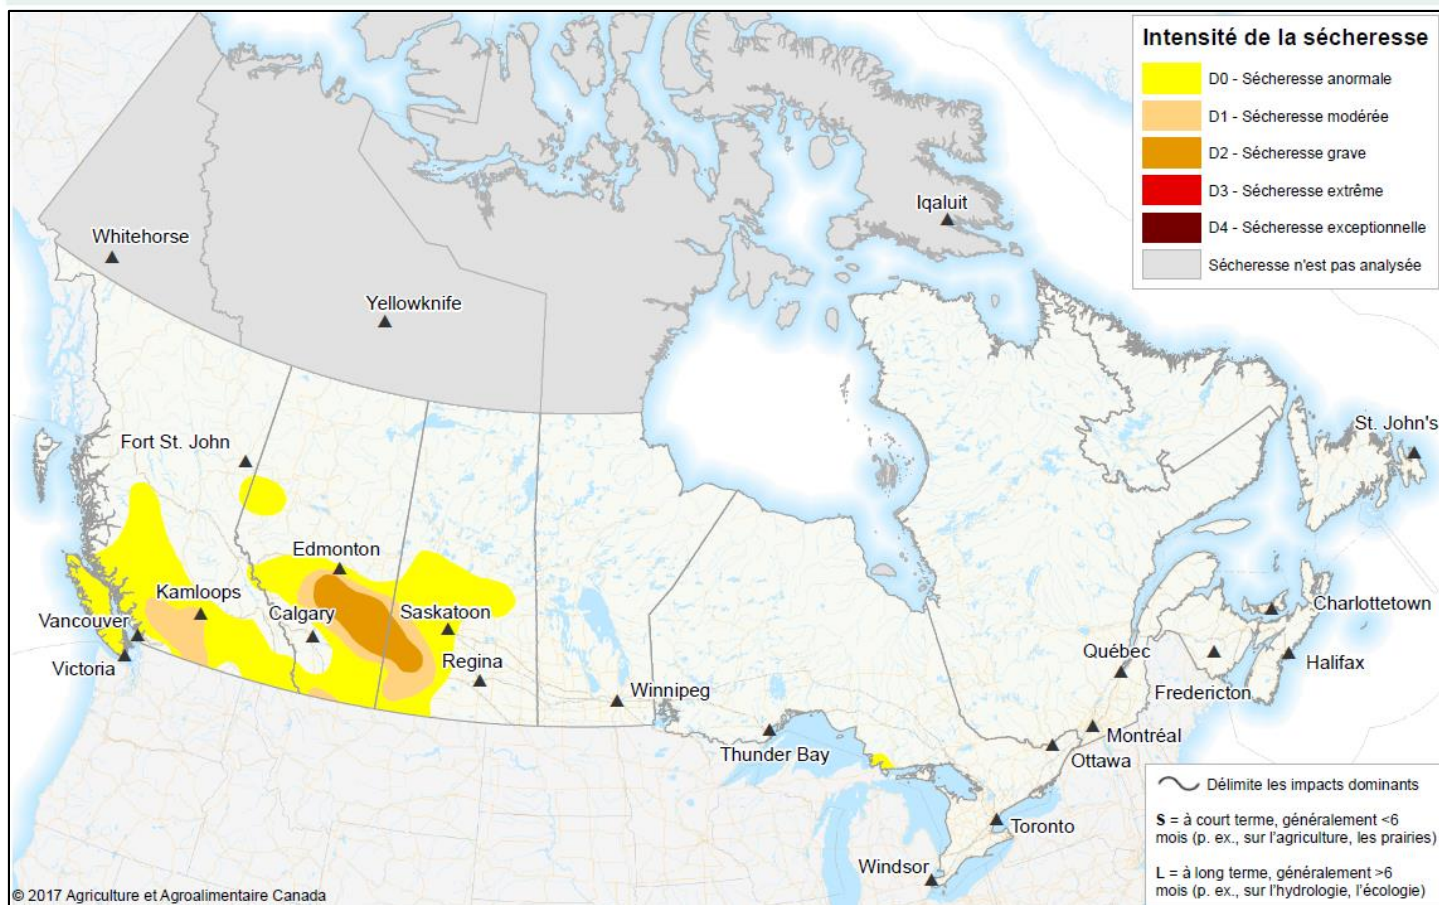 Intensité de la sécheresse
D0 - Sécheresse anormale
D1 - Sécheresse modérée
D2 - Sécheresse grave
D3 - Sécheresse extrême
D4 - Sécheresse exceptionnelle
Sécheresse n'est pas analysée
Iqaluit
Whitehorse
Yellowknife
Fort St. John
St. John's
Edmonton
Kamloops
Calgary
Saskatoon
Vancouver
Charlottetown
Victoria
Regina
Québec
Halifax
Winnipeg
Fredericton
Thunder Bay
Montréal
Ottawa
Toronto
Windsor
Délimite les impacts dominants
S = à court terme, généralement <6
mois (p. ex., sur l'agriculture, les prairies)
L = à long terme, généralement >6
mois (p. ex., sur l'hydrologie, l'écologie)
© 2017 Agriculture et Agroalimentaire Canada